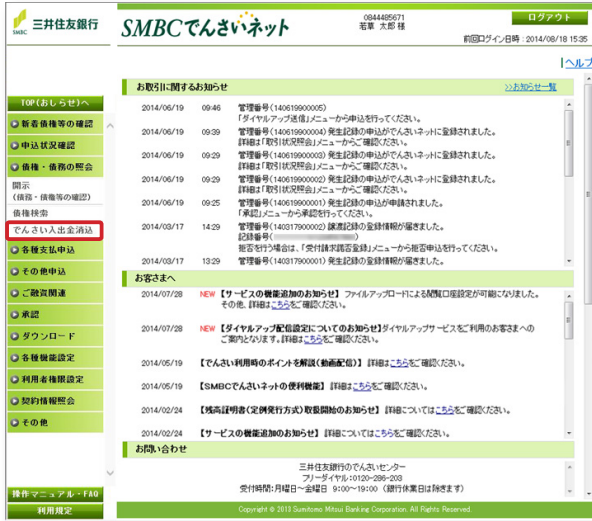 SMBC 三井住友銀行
SMBCでんさいネット
0844485671
若草 太郎 様
ログアウト
前回ログイン日時：2014/08/18 15:35
ヘルプ
TOP(おしらせ)へ
新着債権等の確認
申込状況確認
債権・債務の照会
開示
(債務・債権等の確認)
債権検索
でんさい入出金消込
各種支払申込
その他申込
ご融資関連
承認
ダウンロード
各種機能設定
利用者権限設定
契約情報照会
その他
操作マニュアル・FAQ
利用規定
お取引に関するお知らせ
>>お知らせ一覧
2014/06/19 09:46 管理番号(140619900005)
「ダイヤルアップ送信」メニューから申込を行ってください。
2014/06/19 09:39 管理番号(140619900004) 発生記録の申込がでんさいネットに登録されました。
詳細は「取引状況照会」メニューからご確認ください。
2014/06/19 09:29 管理番号(140619900003) 発生記録の申込がでんさいネットに登録されました。
詳細は「取引状況照会」メニューからご確認ください。
2014/06/19 09:29 管理番号(140619900002) 発生記録の申込がでんさいネットに登録されました。
詳細は「取引状況照会」メニューからご確認ください。
2014/06/19 09:25 管理番号(140619900001) 発生記録の申込が申請されました。
「承認」メニューから承認を行ってください。
2014/03/17 14:29 管理番号(140317900002) 譲渡記録の登録情報が届きました。
記録番号( )
拒否を行う場合は、「受付請求諾否登録」メニューから拒否申込を行ってください。
2014/03/17 13:29 管理番号(140317900001) 発生記録の登録情報が届きました。
お客さまへ
2014/07/28 NEW 【サービスの機能追加のお知らせ】 ファイルアップロードによる閲覧口座設定が可能になりました。
その他、詳細はこちらをご確認ください。
2014/07/28 NEW 【ダイヤルアップ配信設定についてのお知らせ】ダイヤルアップサービスをご利用のお客さまへの
ご案内となります。詳細はこちらをご確認ください。
2014/05/19 【でんさい利用時のポイントを解説(動画配信)】 詳細はこちらをご確認ください。
2014/05/19 【SMBCでんさいネットの便利機能】 詳細はこちらをご確認ください。
2014/02/24 【残高証明書(定例発行方式)取扱開始のお知らせ】 詳細についてはこちらをご確認ください。
2014/02/24 【サービスの機能追加のお知らせ】 詳細についてはこちらをご確認ください。
お問い合わせ
三井住友銀行のでんさいセンター
フリーダイヤル：0120-286-203
受付時間：月曜日～金曜日 9:00～19:00 (銀行休業日は除きます)
Copyright © 2013 Sumitomo Mitsui Banking Corporation. All Rights Reserved.